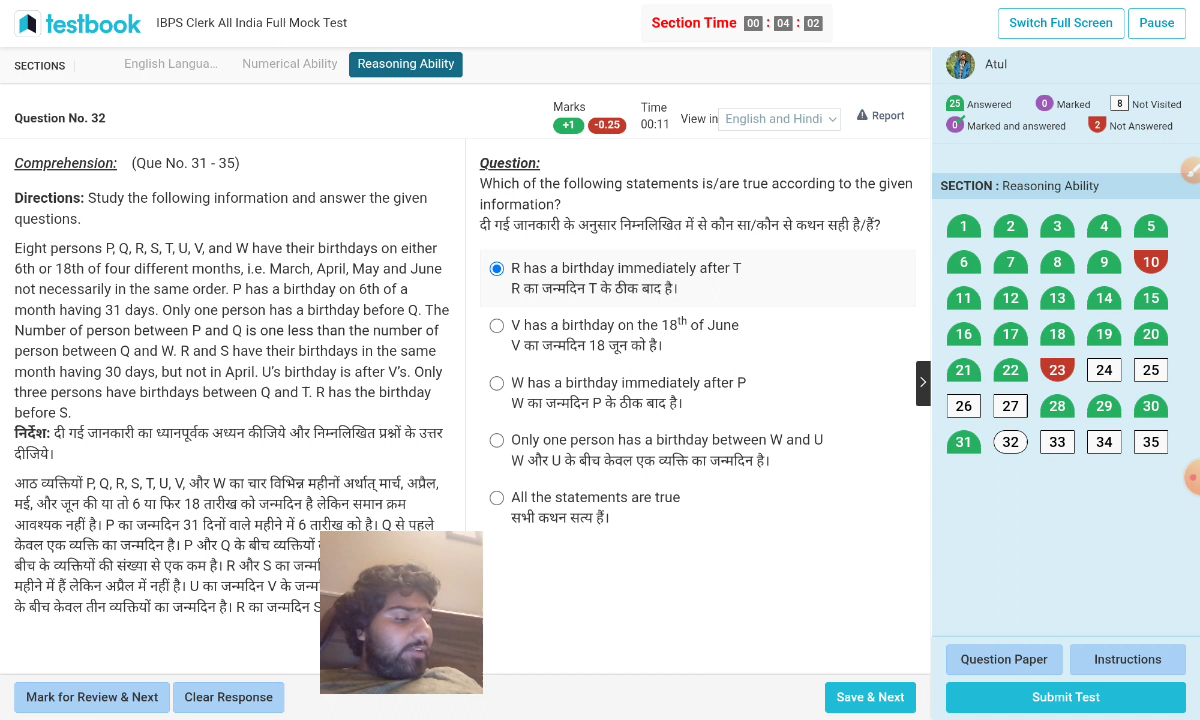 testbook
IBPS Clerk All India Full Mock Test
Section Time 00 : 04 : 02
Switch Full Screen
Pause
SECTIONS
English Langua...
Numerical Ability
Reasoning Ability
Atul
25 Answered
0 Marked
8 Not Visited
0 Marked and answered
2 Not Answered
Question No. 32
Marks
+1 -0.25
Time
00:11
View in English and Hindi
Report
Comprehension: (Que No. 31 - 35)
Directions: Study the following information and answer the given
questions.
Eight persons P, Q, R, S, T, U, V, and W have their birthdays on either
6th or 18th of four different months, i.e. March, April, May and June
not necessarily in the same order. P has a birthday on 6th of a
month having 31 days. Only one person has a birthday before Q. The
Number of person between P and Q is one less than the number of
person between Q and W. R and S have their birthdays in the same
month having 30 days, but not in April. U's birthday is after V's. Only
three persons have birthdays between Q and T. R has the birthday
before S.
निर्देश: दी गई जानकारी का ध्यानपूर्वक अध्यन कीजिये और निम्नलिखित प्रश्नों के उत्तर
दीजिये।
आठ व्यक्तियों P, Q, R, S, T, U, V, और W का चार विभिन्न महीनों अर्थात् मार्च, अप्रैल,
मई, और जून की या तो 6 या फिर 18 तारीख को जन्मदिन है लेकिन समान क्रम
आवश्यक नहीं है। P का जन्मदिन 31 दिनों वाले महीने में 6 तारीख को है। Q से पहले
केवल एक व्यक्ति का जन्मदिन है। P और Q के बीच व्यक्तियों
बीच के व्यक्तियों की संख्या से एक कम है। R और S का
महीने में हैं लेकिन अप्रैल में नहीं है। U का जन्मदिन V के
के बीच केवल तीन व्यक्तियों का जन्मदिन है। R का जन्मदिन S
Question:
Which of the following statements is/are true according to the given
information?
दी गई जानकारी के अनुसार निम्नलिखित में से कौन सा/कौन से कथन सही है/हैं?
R has a birthday immediately after T
R का जन्मदिन T के ठीक बाद है।
V has a birthday on the 18th of June
V का जन्मदिन 18 जून को है।
W has a birthday immediately after P
W का जन्मदिन P के ठीक बाद है।
Only one person has a birthday between W and U
W और U के बीच केवल एक व्यक्ति का जन्मदिन है।
All the statements are true
सभी कथन सत्य हैं।
SECTION : Reasoning Ability
1 2 3 4 5
6 7 8 9 10
11 12 13 14 15
16 17 18 19 20
21 22 23 24 25
26 27 28 29 30
31 32 33 34 35
Question Paper
Instructions
Mark for Review & Next
Clear Response
Save & Next
Submit Test